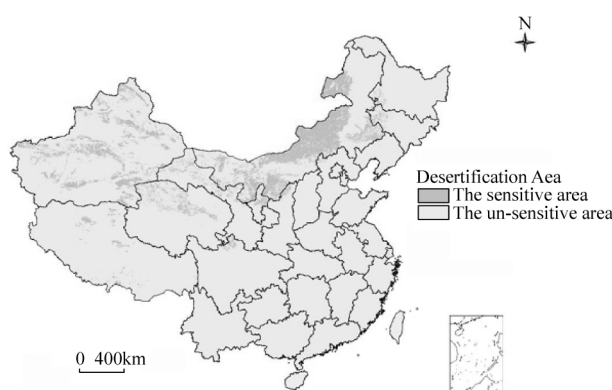 N
Desertification Aea
The sensitive area
The un-sensitive area
0 400km